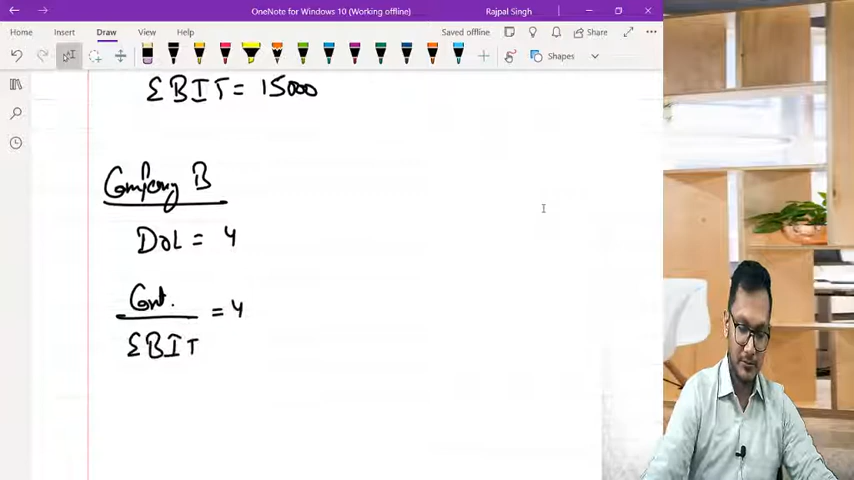 OneNote for Windows 10 (Working offline)
Rajpal Singh
Home Insert Draw View Help
Saved offline Share
Shapes
EBIT = 15000
Company B
DOL = 4
Cont. = 4
EBIT